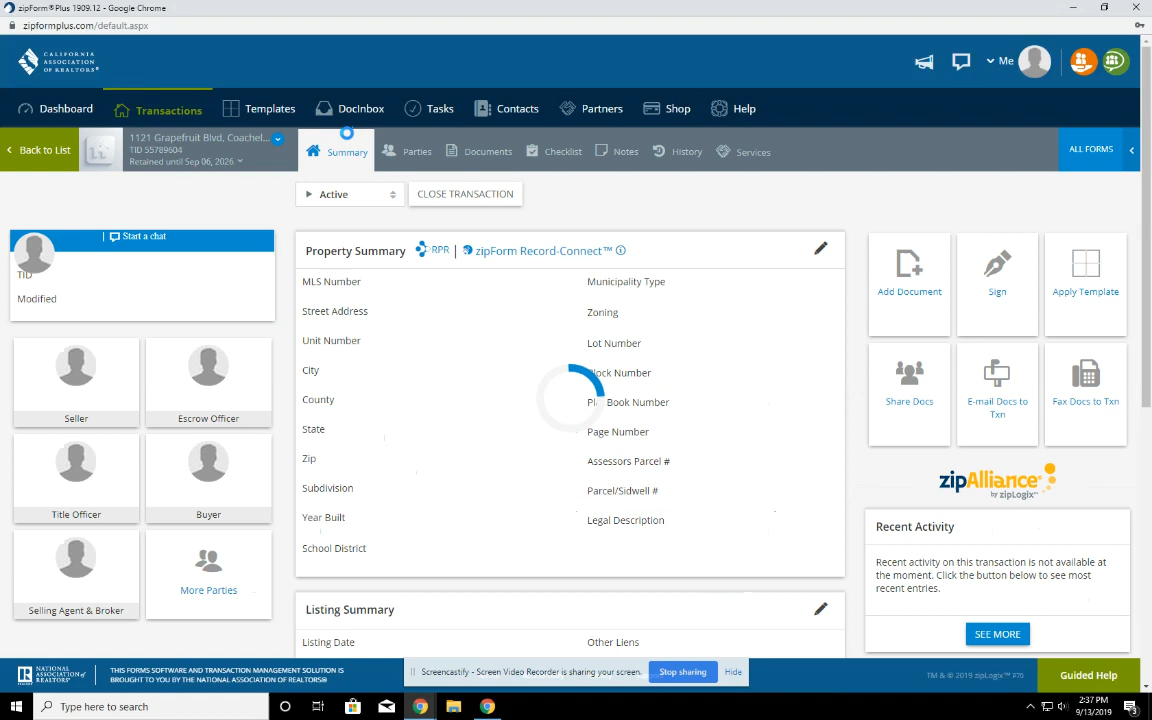 zipForm®Plus 1909.12 - Google Chrome
zipformplus.com/default.aspx
CALIFORNIA
ASSOCIATION
OF REALTORS®
Me
Dashboard
Transactions
Templates
DocInbox
Tasks
Contacts
Partners
Shop
Help
Back to List
1121 Grapefruit Blvd, Coachel...
TID 55789604
Retained until Sep 06, 2026
Summary
Parties
Documents
Checklist
Notes
History
Services
ALL FORMS
Active
CLOSE TRANSACTION
| Start a chat
TID
Modified
Seller
Escrow Officer
Title Officer
Buyer
Selling Agent & Broker
More Parties
Property Summary
RPR | zipForm Record-Connect™
MLS Number
Street Address
Unit Number
City
County
State
Zip
Subdivision
Year Built
School District
Municipality Type
Zoning
Lot Number
Block Number
Book Number
Page Number
Assessors Parcel #
Parcel/Sidwell #
Legal Description
Listing Summary
Listing Date
Other Liens
Add Document
Sign
Apply Template
Share Docs
E-mail Docs to
Txn
Fax Docs to Txn
zipAlliance
by zipLogix™
Recent Activity
Recent activity on this transaction is not available at
the moment. Click the button below to see most
recent entries.
SEE MORE
NATIONAL
ASSOCIATION of
REALTORS®
THIS FORMS SOFTWARE AND TRANSACTION MANAGEMENT SOLUTION IS
BROUGHT TO YOU BY THE NATIONAL ASSOCIATION OF REALTORS®
Screencastify - Screen Video Recorder is sharing your screen.
Stop sharing
Hide
TM & © 2019 zipLogix™ P70
Guided Help
Type here to search
2:37 PM
9/13/2019
3